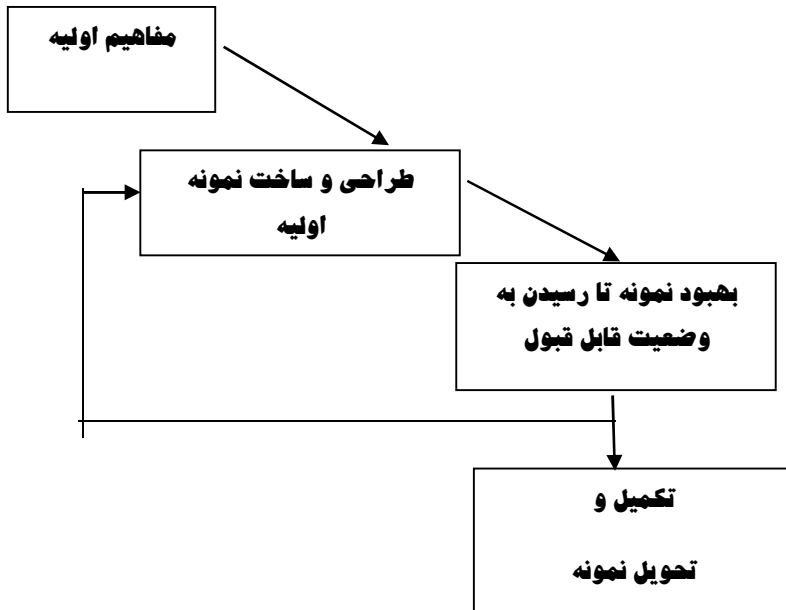 مفاهیم اولیه
طراحی و ساخت نمونه
اولیه
بهبود نمونه تا رسیدن به
وضعیت قابل قبول
تکمیل و
تحویل نمونه